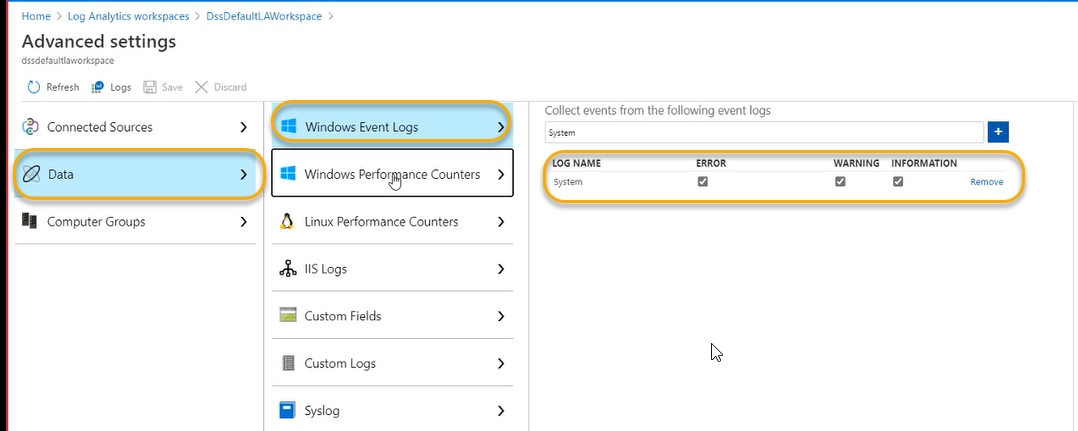 Home > Log Analytics workspaces > DssDefaultLAWorkspace >
Advanced settings
dssdefaultlaworkspace
Refresh Logs Save Discard
Connected Sources
Data
Computer Groups
Windows Event Logs
Windows Performance Counters
Linux Performance Counters
IIS Logs
Custom Fields
Custom Logs
Syslog
Collect events from the following event logs
System
LOG NAME ERROR WARNING INFORMATION
System Remove